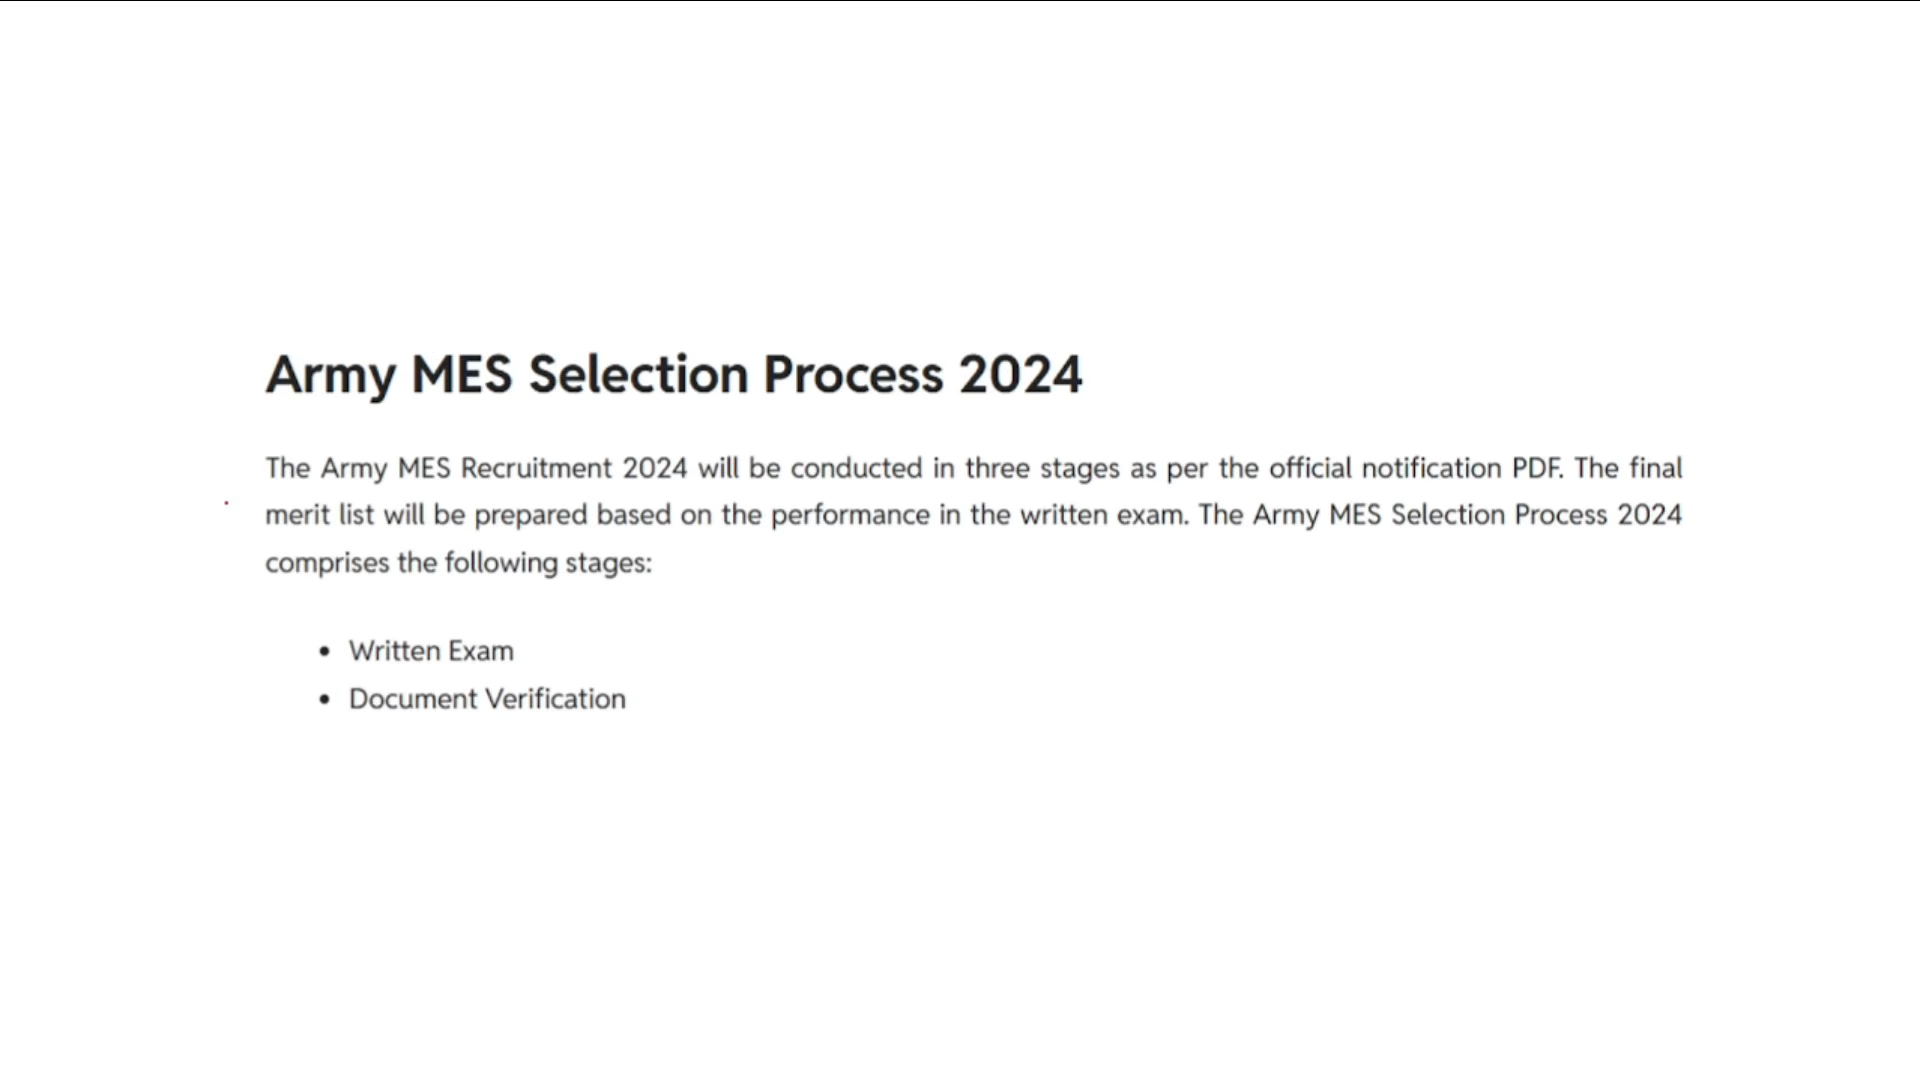 Army MES Selection Process 2024
The Army MES Recruitment 2024 will be conducted in three stages as per the official notification PDF. The final
merit list will be prepared based on the performance in the written exam. The Army MES Selection Process 2024
comprises the following stages:
• Written Exam
• Document Verification